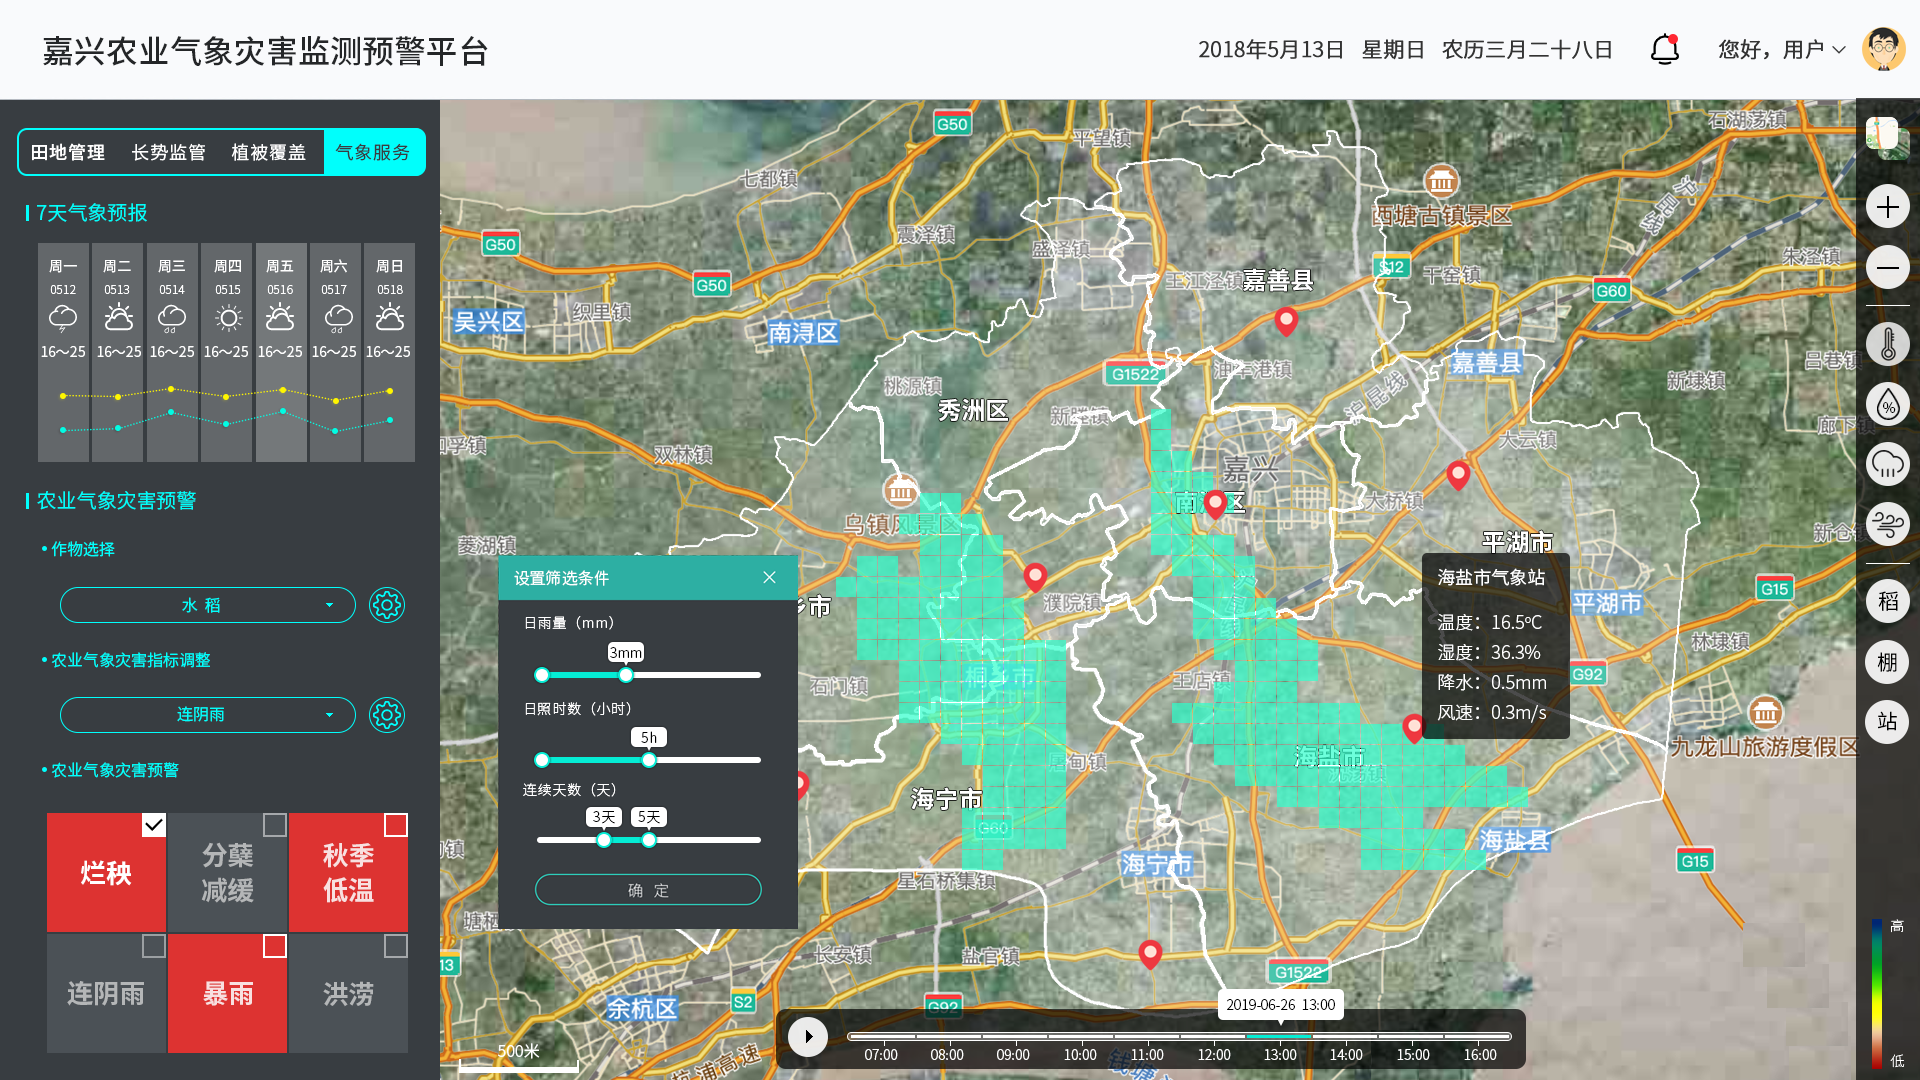 嘉兴农业气象灾害监测预警平台
2018年5月13日 星期日 农历三月二十八日
您好，用户
田地管理 长势监管 植被覆盖 气象服务
7天气象预报
周一 周二 周三 周四 周五 周六 周日
0512 0513 0514 0515 0516 0517 0518
16～25 16～25 16～25 16～25 16～25 16～25 16～25
农业气象灾害预警
•作物选择
水 稻
•农业气象灾害指标调整
连阴雨
•农业气象灾害预警
烂秧
分蘖
减缓
秋季
低温
连阴雨
暴雨
洪涝
设置筛选条件
日雨量（mm）
3mm
日照时数（小时）
5h
连续天数（天）
3天 5天
确 定
海盐市气象站
温度：16.5℃
湿度：36.3%
降水：0.5mm
风速：0.3m/s
G50
平望镇
石湖荡镇
七都镇
西塘古镇景区
沪昆线
G50
震泽镇
盛泽镇
朱泾镇
S12
干窑镇
G50
王江泾镇
嘉善县
G60
织里镇
吴兴区
南浔区
嘉善县
吕巷镇
G1522
油车港镇
新埭镇
桃源镇
沪昆线
秀洲区
新塍镇
廊下镇
大云镇
双林镇
嘉兴
乌镇风景区
南湖区
大桥镇
菱湖镇
平湖市
新仓镇
G15
濮院镇
平湖市
林埭镇
桐乡市
王店镇
石门镇
G92
九龙山旅游度假区
海盐市
沈荡镇
屠甸镇
海宁市
G60
海盐县
海宁市
G15
星石桥集镇
长安镇
盐官镇
G1522
余杭区
S2
G92
13
500米
2019-06-26 13:00
07:00 08:00 09:00 10:00 11:00 12:00 13:00 14:00 15:00 16:00
%
稻
棚
站
高
低